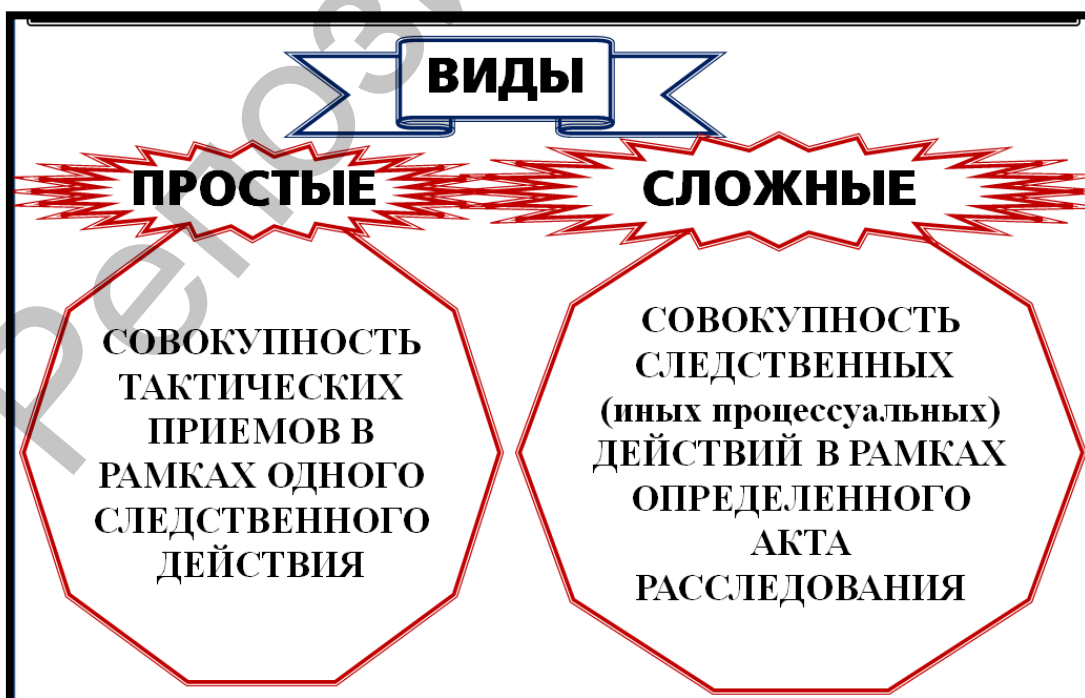 ВИДЫ
ПРОСТЫЕ
СОВОКУПНОСТЬ
ТАКТИЧЕСКИХ
ПРИЕМОВ В
РАМКАХ ОДНОГО
СЛЕДСТВЕННОГО
ДЕЙСТВИЯ
СЛОЖНЫЕ
СОВОКУПНОСТЬ
СЛЕДСТВЕННЫХ
(иных процессуальных)
ДЕЙСТВИЙ В РАМКАХ
ОПРЕДЕЛЕННОГО
АКТА
РАССЛЕДОВАНИЯ